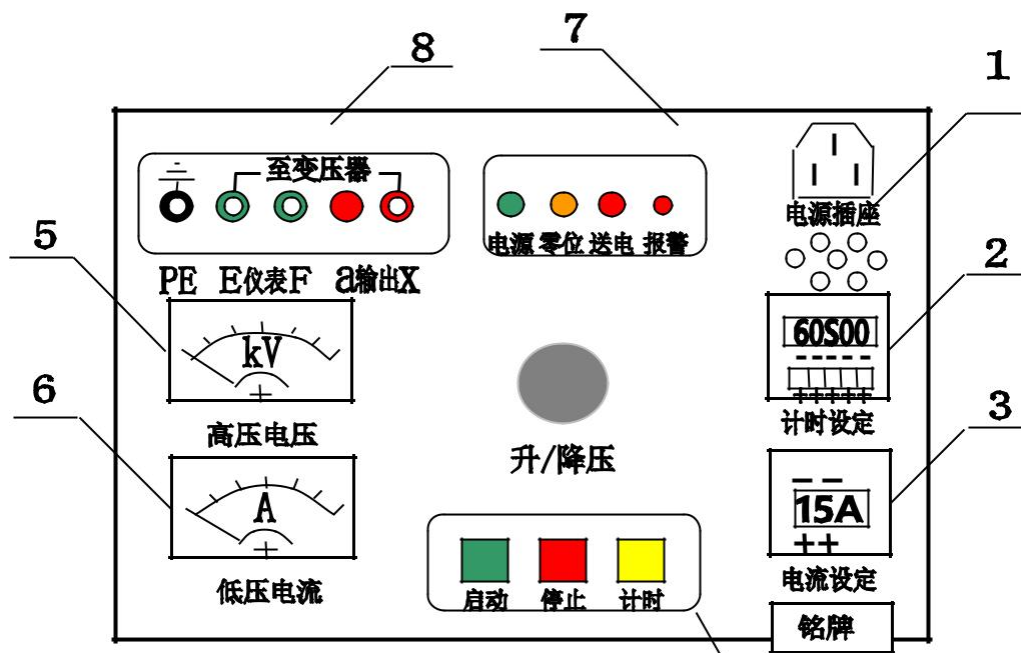 8
7
1
至变压器
电源 零位 送电 报警
电源插座
5
PE E仪表F a输出X
2
kV
60S00
- - - - -
+++++
6
高压电压
计时设定
3
升/降压
A
- -
15A
++
低压电流
启动 停止 计时
电流设定
铭牌